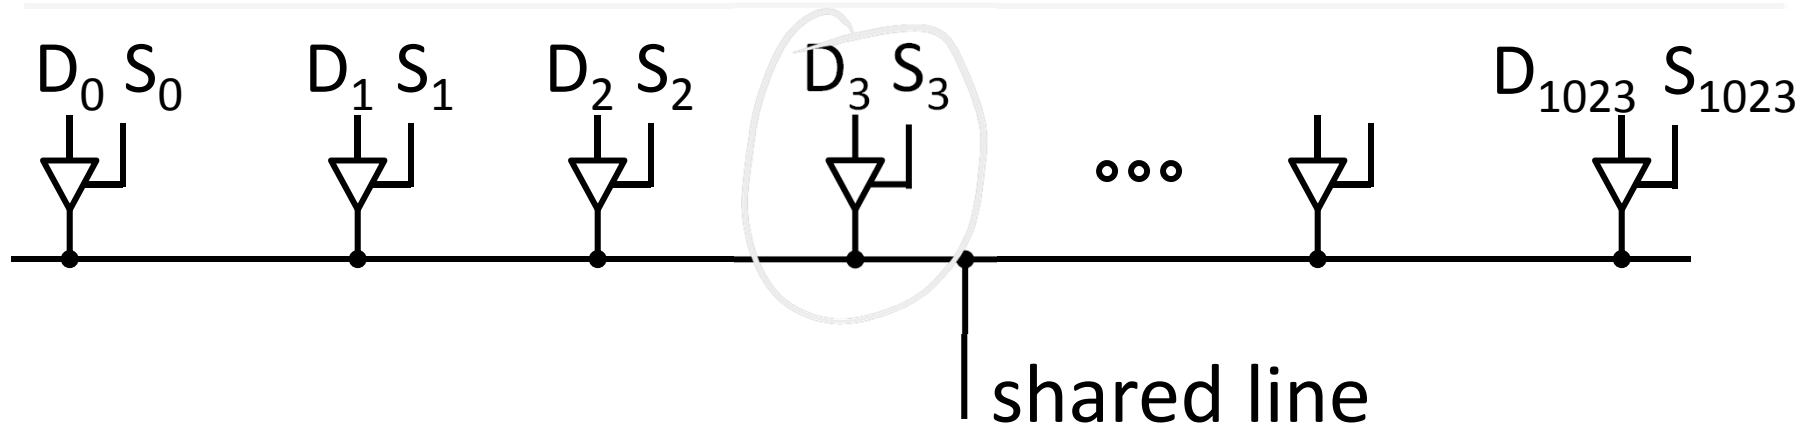 D₀ S₀ D₁ S₁ D₂ S₂ D₃ S₃ D₁₀₂₃ S₁₀₂₃
shared line